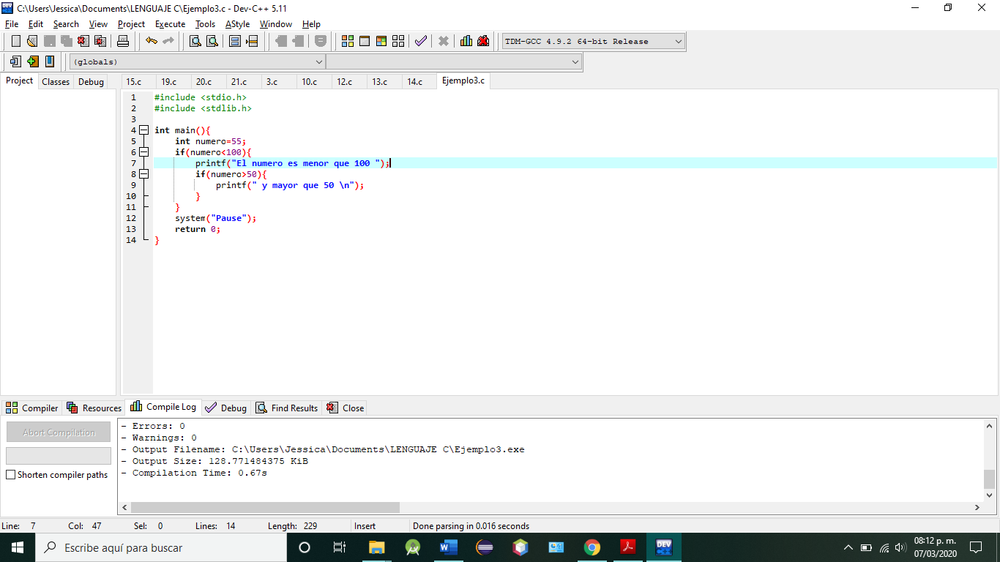 C:\Users\Jessica\Documents\LENGUAJE C\Ejemplo3.c - Dev-C++ 5.11
File Edit Search View Project Execute Tools AStyle Window Help
TDM-GCC 4.9.2 64-bit Release
(globals)
Project Classes Debug
15.c 19.c 20.c 21.c 3.c 10.c 12.c 13.c 14.c Ejemplo3.c
1 #include <stdio.h>
2 #include <stdlib.h>
3
4 int main(){
5 int numero=55;
6 if(numero<100){
7 printf("El numero es menor que 100 ");
8 if(numero>50){
9 printf(" y mayor que 50 \n");
10 }
11 }
12 system("Pause");
13 return 0;
14 }
Compiler Resources Compile Log Debug Find Results Close
Abort Compilation
Shorten compiler paths
- Errors: 0
- Warnings: 0
- Output Filename: C:\Users\Jessica\Documents\LENGUAJE C\Ejemplo3.exe
- Output Size: 128.771484375 KiB
- Compilation Time: 0.67s
Line: 7 Col: 47 Sel: 0 Lines: 14 Length: 229 Insert Done parsing in 0.016 seconds
Escribe aquí para buscar
DEV
08:12 p. m.
07/03/2020